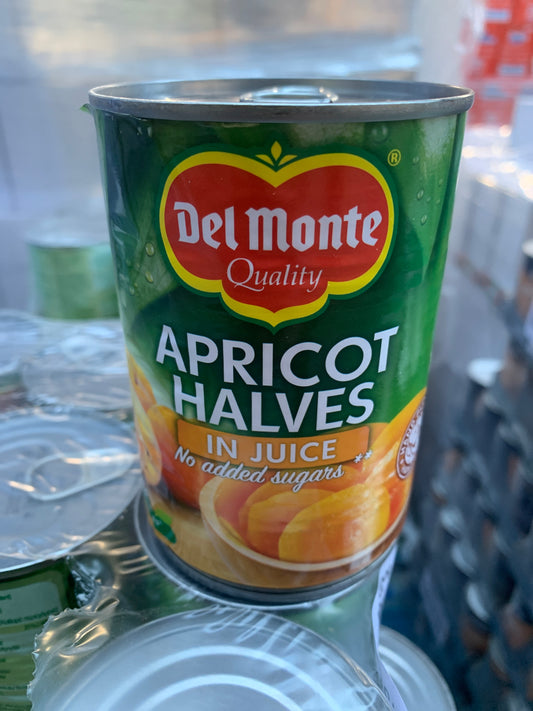 ®
Del Monte
Quality
APRICOT
HALVES
IN JUICE
No added sugars **